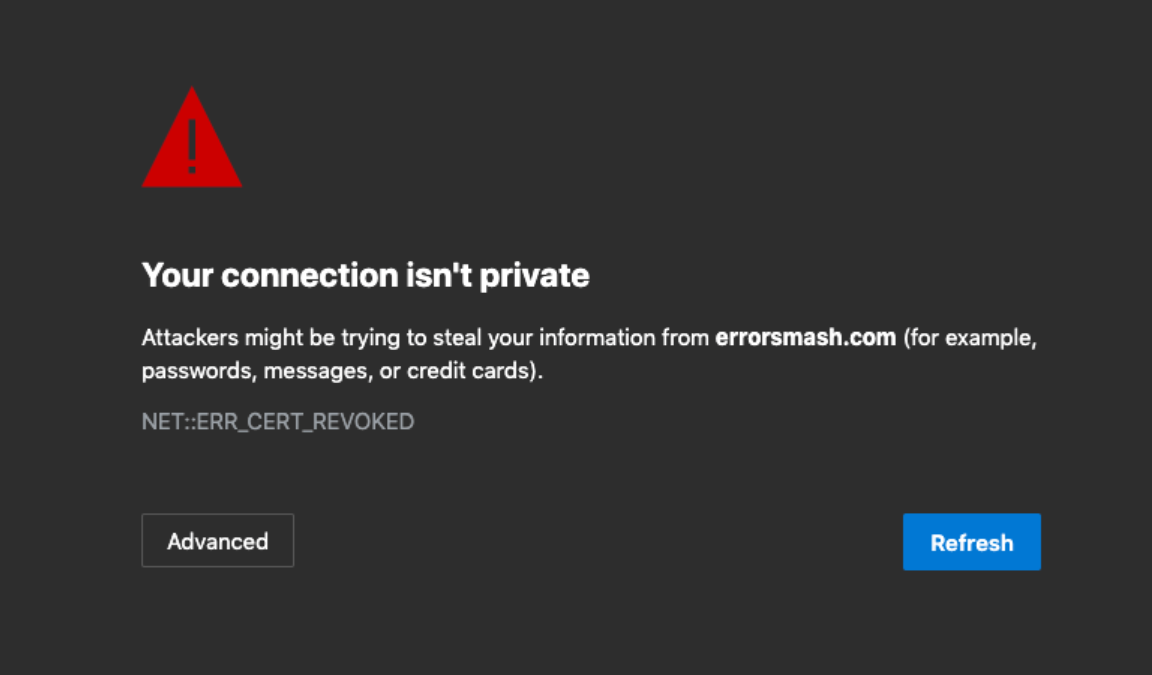 Your connection isn't private
Attackers might be trying to steal your information from errorsmash.com (for example,
passwords, messages, or credit cards).
NET::ERR_CERT_REVOKED
Advanced
Refresh